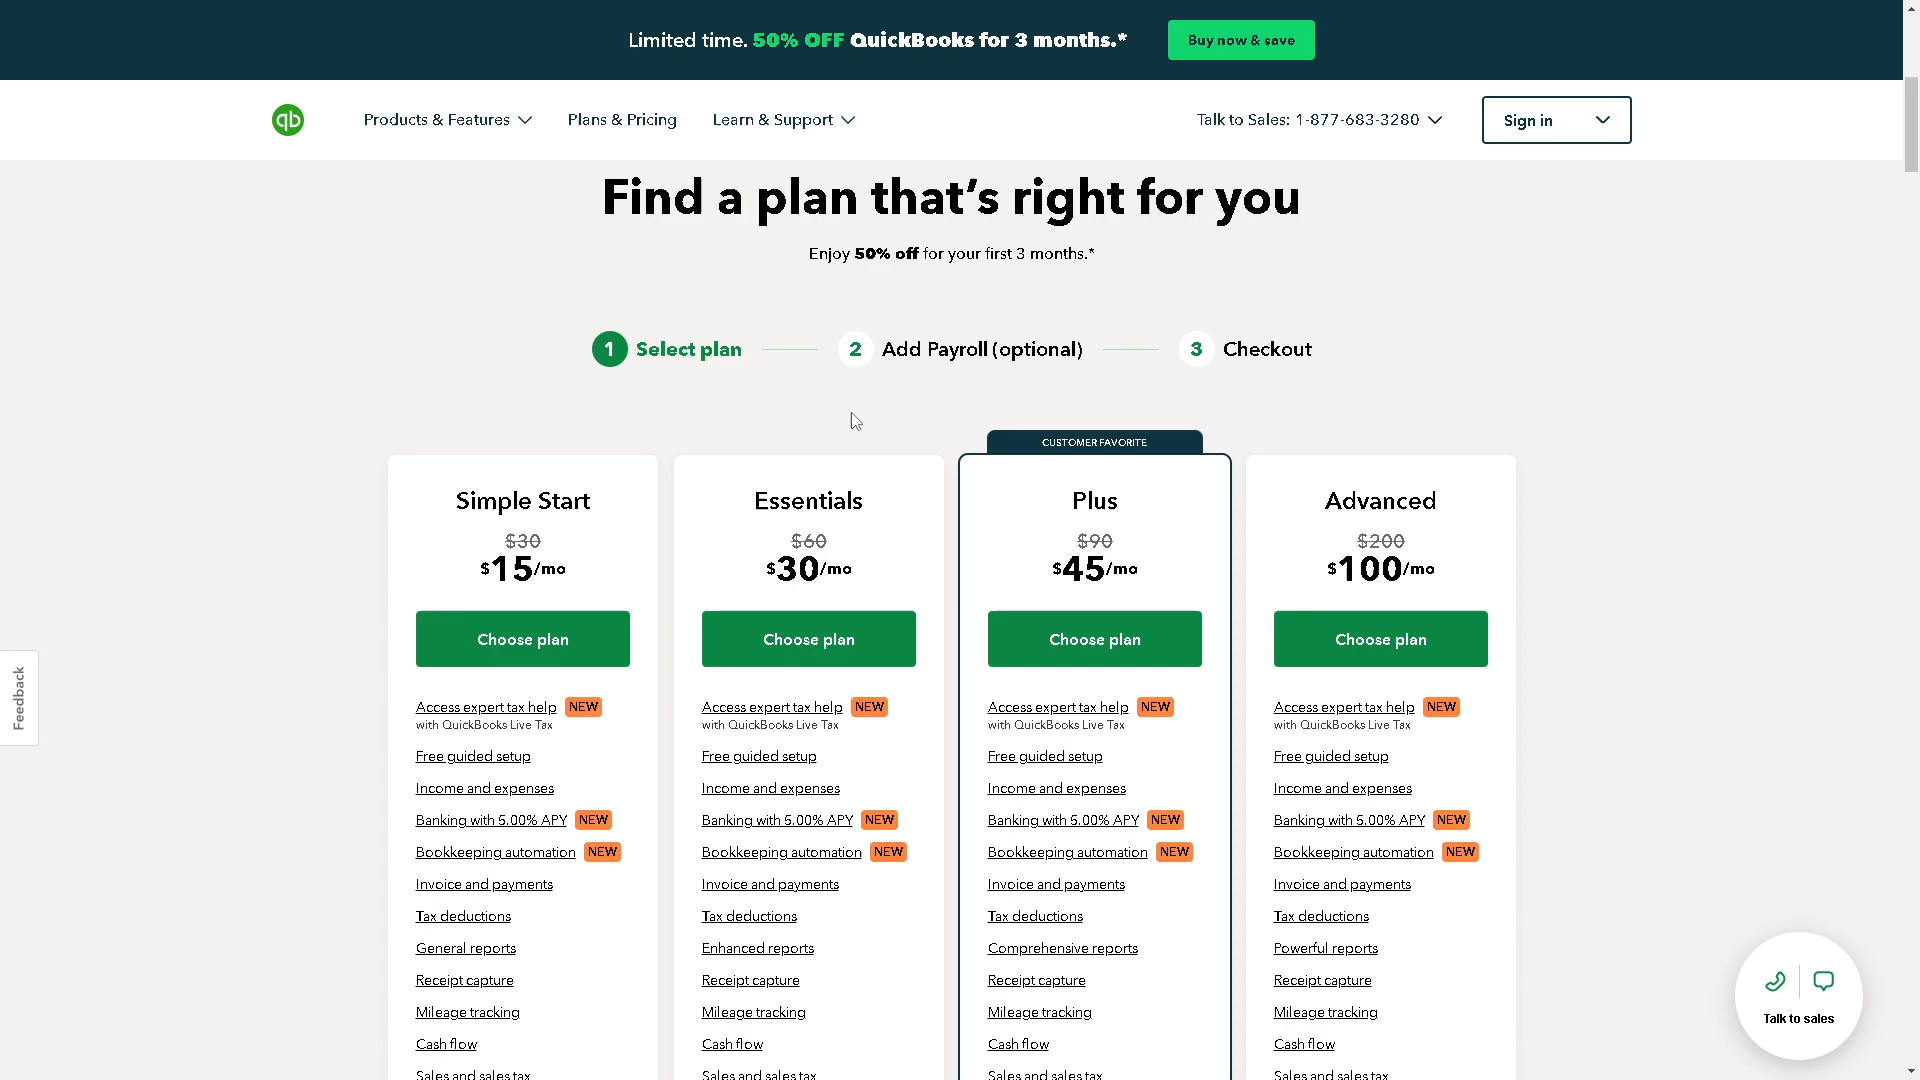 Limited time. 50% OFF QuickBooks for 3 months.*
Buy now & save
qb
Products & Features
Plans & Pricing
Learn & Support
Talk to Sales: 1-877-683-3280
Sign in
Find a plan that’s right for you
Enjoy 50% off for your first 3 months.*
1 Select plan
2 Add Payroll (optional)
3 Checkout
Simple Start
$30
$15/mo
Choose plan
Access expert tax help NEW
with QuickBooks Live Tax
Free guided setup
Income and expenses
Banking with 5.00% APY NEW
Bookkeeping automation NEW
Invoice and payments
Tax deductions
General reports
Receipt capture
Mileage tracking
Cash flow
Sales and sales tax
Essentials
$60
$30/mo
Choose plan
Access expert tax help NEW
with QuickBooks Live Tax
Free guided setup
Income and expenses
Banking with 5.00% APY NEW
Bookkeeping automation NEW
Invoice and payments
Tax deductions
Enhanced reports
Receipt capture
Mileage tracking
Cash flow
Sales and sales tax
CUSTOMER FAVORITE
Plus
$90
$45/mo
Choose plan
Access expert tax help NEW
with QuickBooks Live Tax
Free guided setup
Income and expenses
Banking with 5.00% APY NEW
Bookkeeping automation NEW
Invoice and payments
Tax deductions
Comprehensive reports
Receipt capture
Mileage tracking
Cash flow
Sales and sales tax
Advanced
$200
$100/mo
Choose plan
Access expert tax help NEW
with QuickBooks Live Tax
Free guided setup
Income and expenses
Banking with 5.00% APY NEW
Bookkeeping automation NEW
Invoice and payments
Tax deductions
Powerful reports
Receipt capture
Mileage tracking
Cash flow
Sales and sales tax
Feedback
Talk to sales